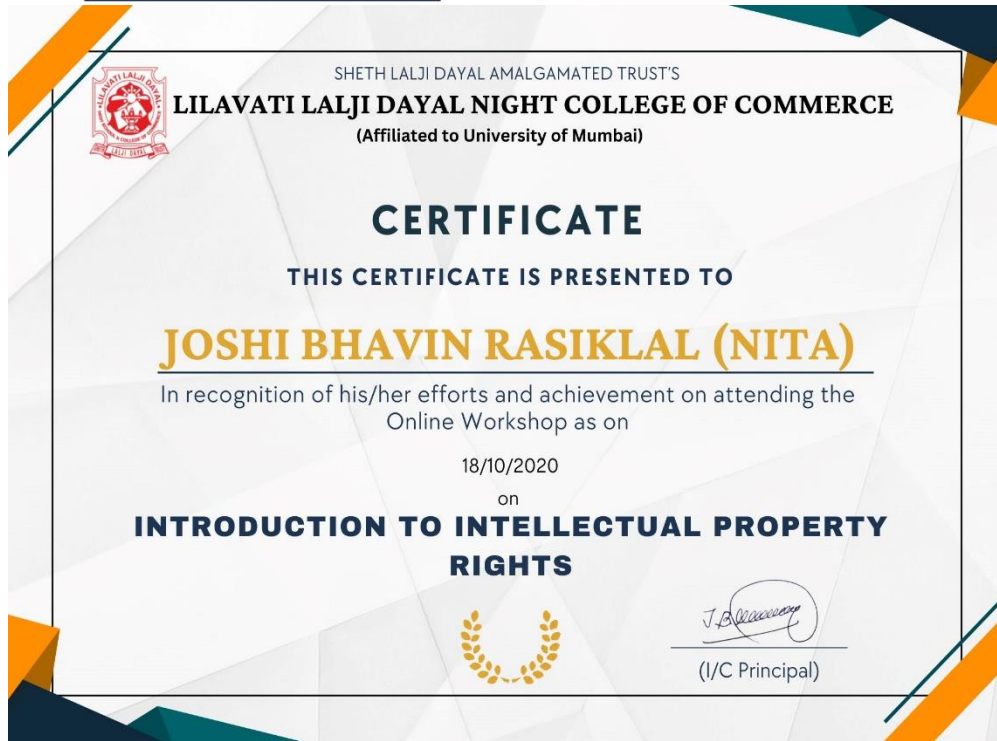 SHETH LALJI DAYAL AMALGAMATED TRUST'S
LILAVATI LALJI DAYAL NIGHT COLLEGE OF COMMERCE
(Affiliated to University of Mumbai)
CERTIFICATE
THIS CERTIFICATE IS PRESENTED TO
JOSHI BHAVIN RASIKLAL (NITA)
In recognition of his/her efforts and achievement on attending the
Online Workshop as on
18/10/2020
on
INTRODUCTION TO INTELLECTUAL PROPERTY
RIGHTS
(I/C Principal)